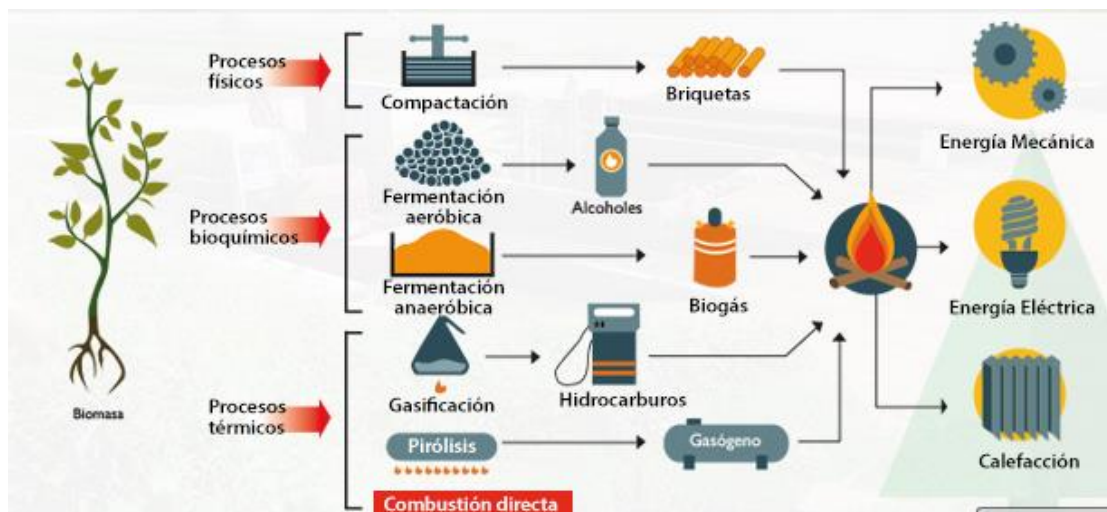 Biomasa
Procesos
físicos
Compactación
Briquetas
Procesos
bioquímicos
Fermentación
aeróbica
Alcoholes
Fermentación
anaeróbica
Biogás
Procesos
térmicos
Gasificación
Hidrocarburos
Pirólisis
Gasógeno
Combustión directa
Energía Mecánica
Energía Eléctrica
Calefacción